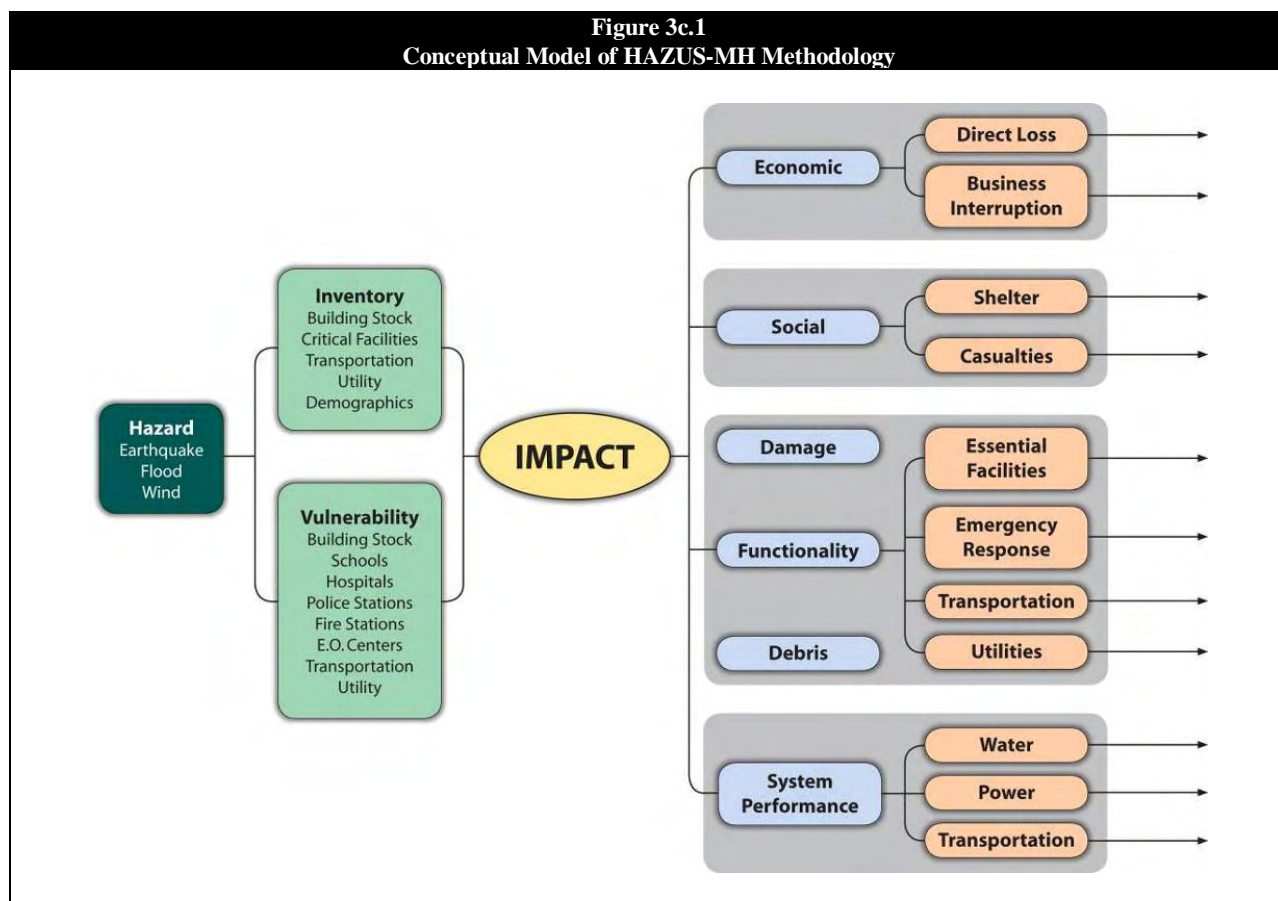 Figure 3c.1
Conceptual Model of HAZUS-MH Methodology
Hazard
Earthquake
Flood
Wind
Inventory
Building Stock
Critical Facilities
Transportation
Utility
Demographics
Vulnerability
Building Stock
Schools
Hospitals
Police Stations
Fire Stations
E.O. Centers
Transportation
Utility
IMPACT
Economic
Direct Loss
Business
Interruption
Social
Shelter
Casualties
Damage
Functionality
Debris
Essential
Facilities
Emergency
Response
Transportation
Utilities
System
Performance
Water
Power
Transportation